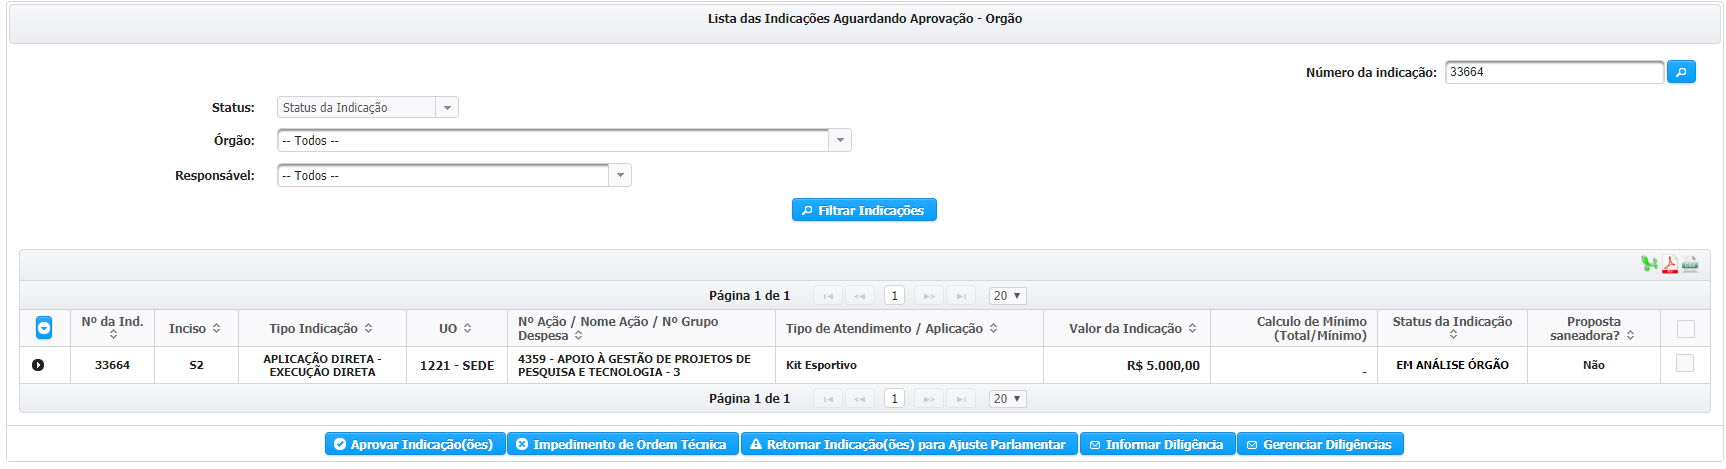 Lista das Indicações Aguardando Aprovação - Orgão
Número da indicação: 33664
Status: Status da Indicação
Órgão: -- Todos --
Responsável: -- Todos --
Filtrar Indicações
CSV
Página 1 de 1 1 20
Nº da Ind. Inciso Tipo Indicação UO Nº Ação / Nome Ação / Nº Grupo Despesa Tipo de Atendimento / Aplicação Valor da Indicação Calculo de Mínimo (Total/Mínimo) Status da Indicação Proposta saneadora?
33664 S2 APLICAÇÃO DIRETA - EXECUÇÃO DIRETA 1221 - SEDE 4359 - APOIO À GESTÃO DE PROJETOS DE PESQUISA E TECNOLOGIA - 3 Kit Esportivo R$ 5.000,00 - EM ANÁLISE ÓRGÃO Não
Página 1 de 1 1 20
Aprovar Indicação(ões) Impedimento de Ordem Técnica Retornar Indicação(ões) para Ajuste Parlamentar Informar Diligência Gerenciar Diligências